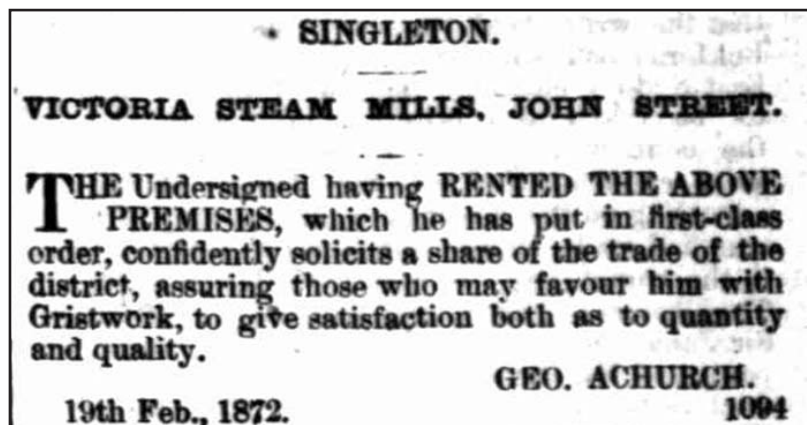 SINGLETON.
VICTORIA STEAM MILLS, JOHN STREET.
THE Undersigned having RENTED THE ABOVE
PREMISES, which he has put in first-class
order, confidently solicits a share of the trade of the
district, assuring those who may favour him with
Gristwork, to give satisfaction both as to quantity
and quality.
GEO. ACHURCH.
19th Feb., 1872. 1094